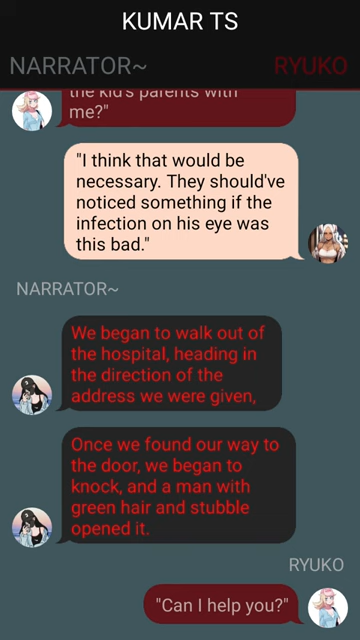 KUMAR TS
NARRATOR~
RYUKO
the kid's parents with
me?"
"I think that would be
necessary. They should've
noticed something if the
infection on his eye was
this bad."
NARRATOR~
We began to walk out of
the hospital, heading in
the direction of the
address we were given,
Once we found our way to
the door, we began to
knock, and a man with
green hair and stubble
opened it.
RYUKO
"Can I help you?"